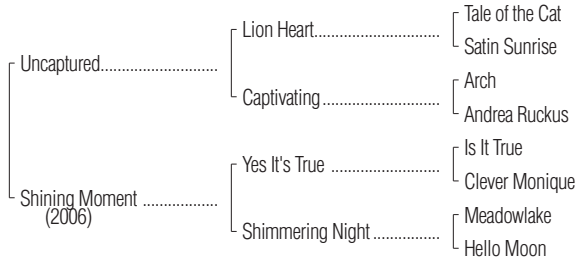 Tale of the Cat
Lion Heart
Satin Sunrise
Uncaptured
Arch
Captivating
Andrea Ruckus
Is It True
Yes It's True
Clever Monique
Shining Moment
(2006)
Meadowlake
Shimmering Night
Hello Moon